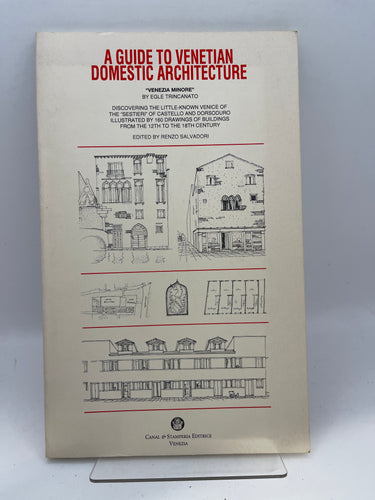 A GUIDE TO VENETIAN
DOMESTIC ARCHITECTURE
"VENEZIA MINORE"
BY EGLE TRINCANATO
DISCOVERING THE LITTLE-KNOWN VENICE OF
THE "SESTIERI" OF CASTELLO AND DORSODURO
ILLUSTRATED BY 160 DRAWINGS OF BUILDINGS
FROM THE 12TH TO THE 18TH CENTURY
EDITED BY RENZO SALVADORI
CANAL & STAMPERIA EDITRICE
VENEZIA